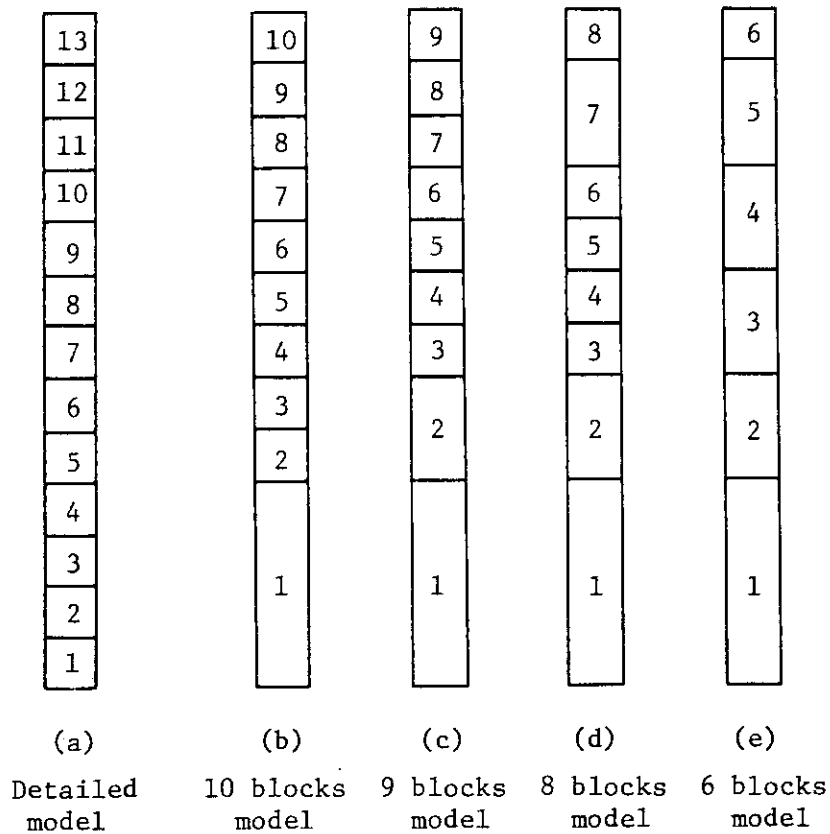 13 10 9 8 6
12 9 8 7 5
11 8 7
10 7 6 6 4
9 6 5 5
8 5 4 4 3
7 4 3 3
6 3 2 2 2
5 2
4
3 1 1 1 1
2
1
(a) (b) (c) (d) (e)
Detailed 10 blocks 9 blocks 8 blocks 6 blocks
model model model model model